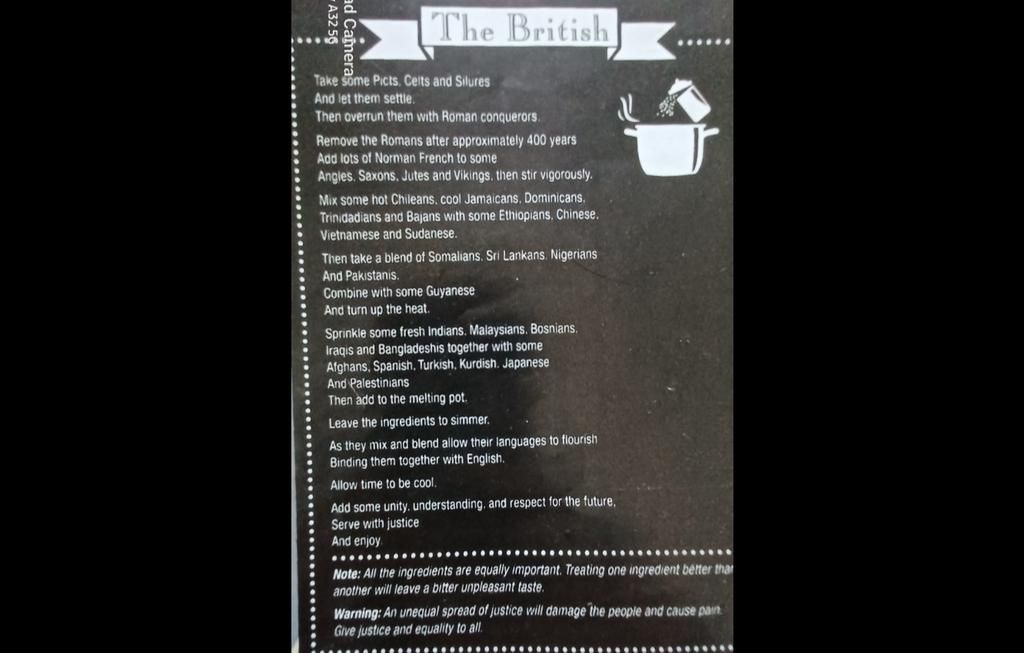 ad Camera
A3256
The British
Take some Picts, Celts and Silures
And let them settle.
Then overrun them with Roman conquerors.
Remove the Romans after approximately 400 years
Add lots of Norman French to some
Angles, Saxons, Jutes and Vikings, then stir vigorously.
Mix some hot Chileans, cool Jamaicans, Dominicans,
Trinidadians and Bajans with some Ethiopians, Chinese,
Vietnamese and Sudanese.
Then take a blend of Somalians, Sri Lankans, Nigerians
And Pakistanis,
Combine with some Guyanese
And turn up the heat.
Sprinkle some fresh Indians, Malaysians, Bosnians,
Iraqis and Bangladeshis together with some
Afghans, Spanish, Turkish, Kurdish, Japanese
And Palestinians
Then add to the melting pot.
Leave the ingredients to simmer.
As they mix and blend allow their languages to flourish
Binding them together with English.
Allow time to be cool.
Add some unity, understanding, and respect for the future,
Serve with justice
And enjoy.
Note: All the ingredients are equally important. Treating one ingredient better than
another will leave a bitter unpleasant taste.
Warning: An unequal spread of justice will damage the people and cause pain.
Give justice and equality to all.